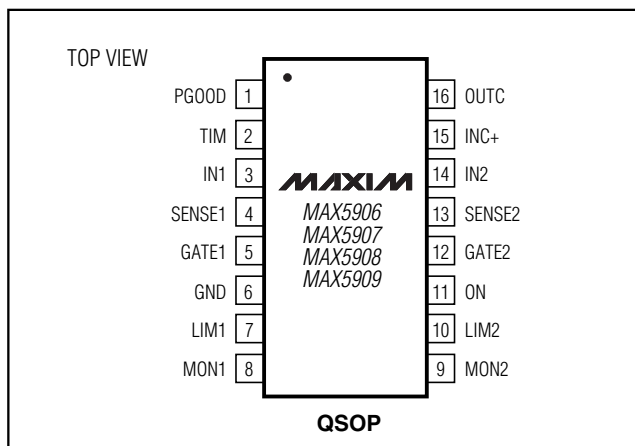 TOP VIEW
PGOOD 1
TIM 2
IN1 3
SENSE1 4
GATE1 5
GND 6
LIM1 7
MON1 8
MAXIM
MAX5906
MAX5907
MAX5908
MAX5909
16 OUTC
15 INC+
14 IN2
13 SENSE2
12 GATE2
11 ON
10 LIM2
9 MON2
QSOP